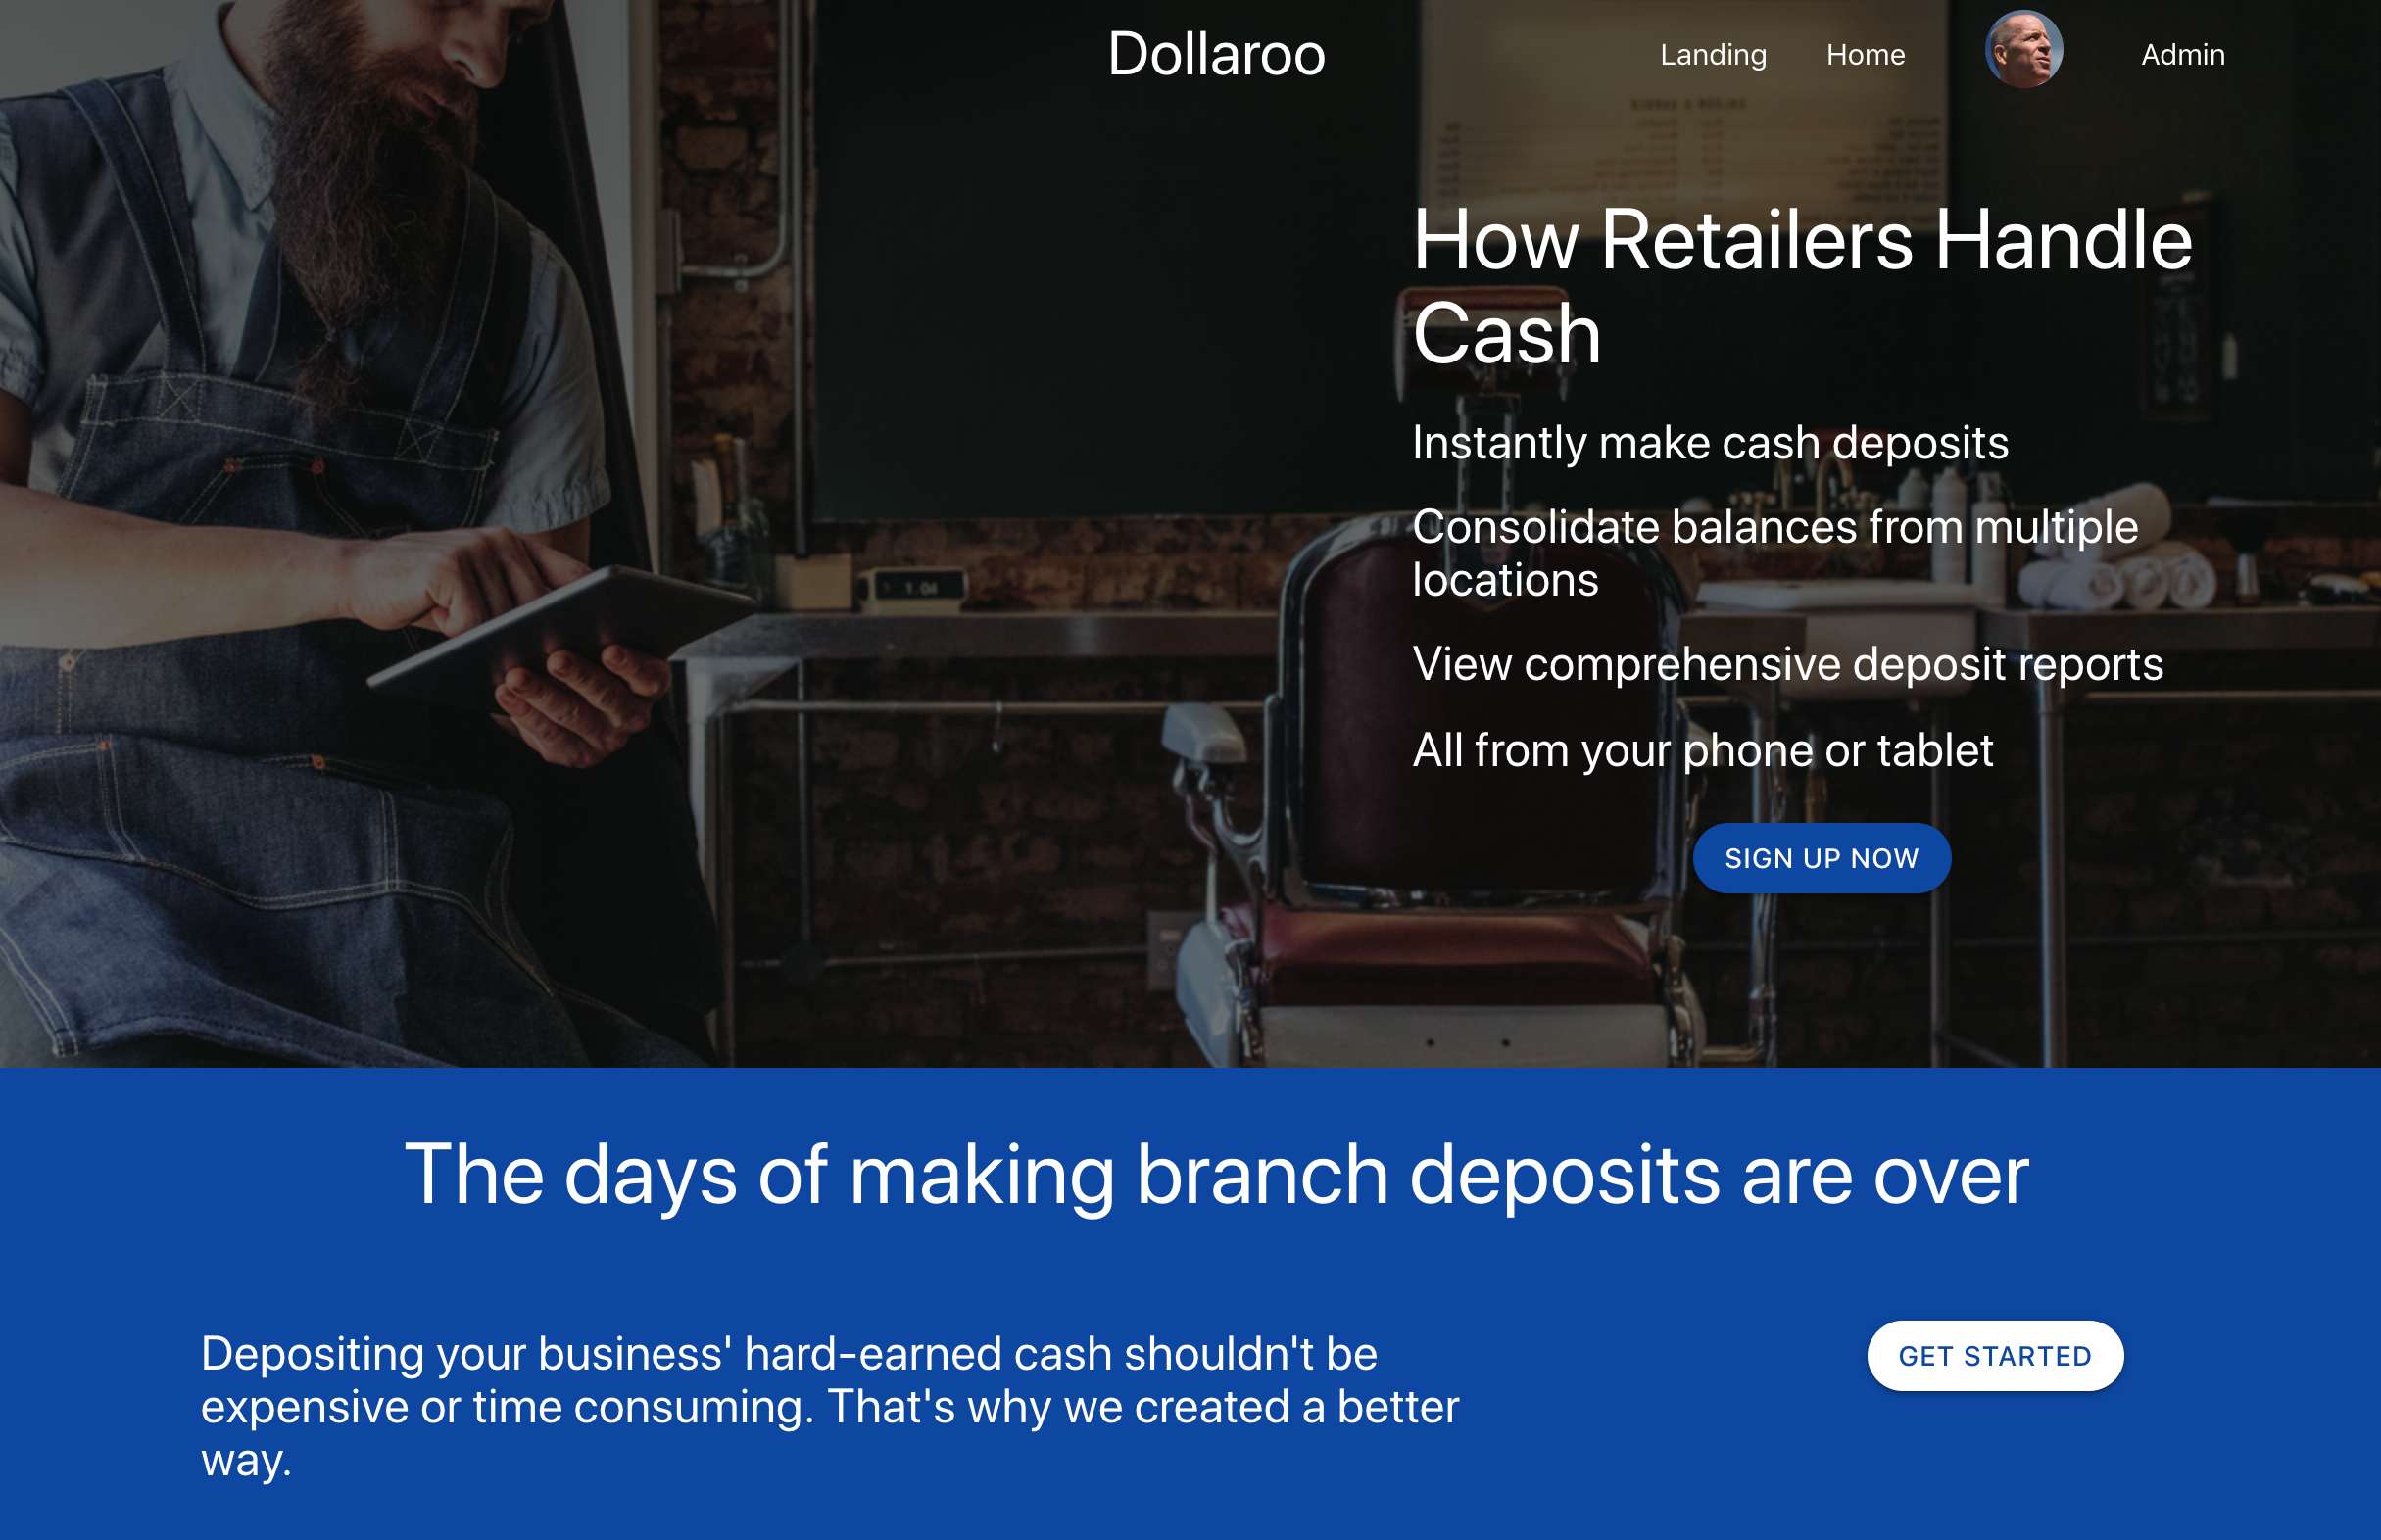 Dollaroo
Landing
Home
Admin
How Retailers Handle
Cash
Instantly make cash deposits
Consolidate balances from multiple
locations
View comprehensive deposit reports
All from your phone or tablet
SIGN UP NOW
The days of making branch deposits are over
Depositing your business' hard-earned cash shouldn't be
expensive or time consuming. That's why we created a better
way.
GET STARTED